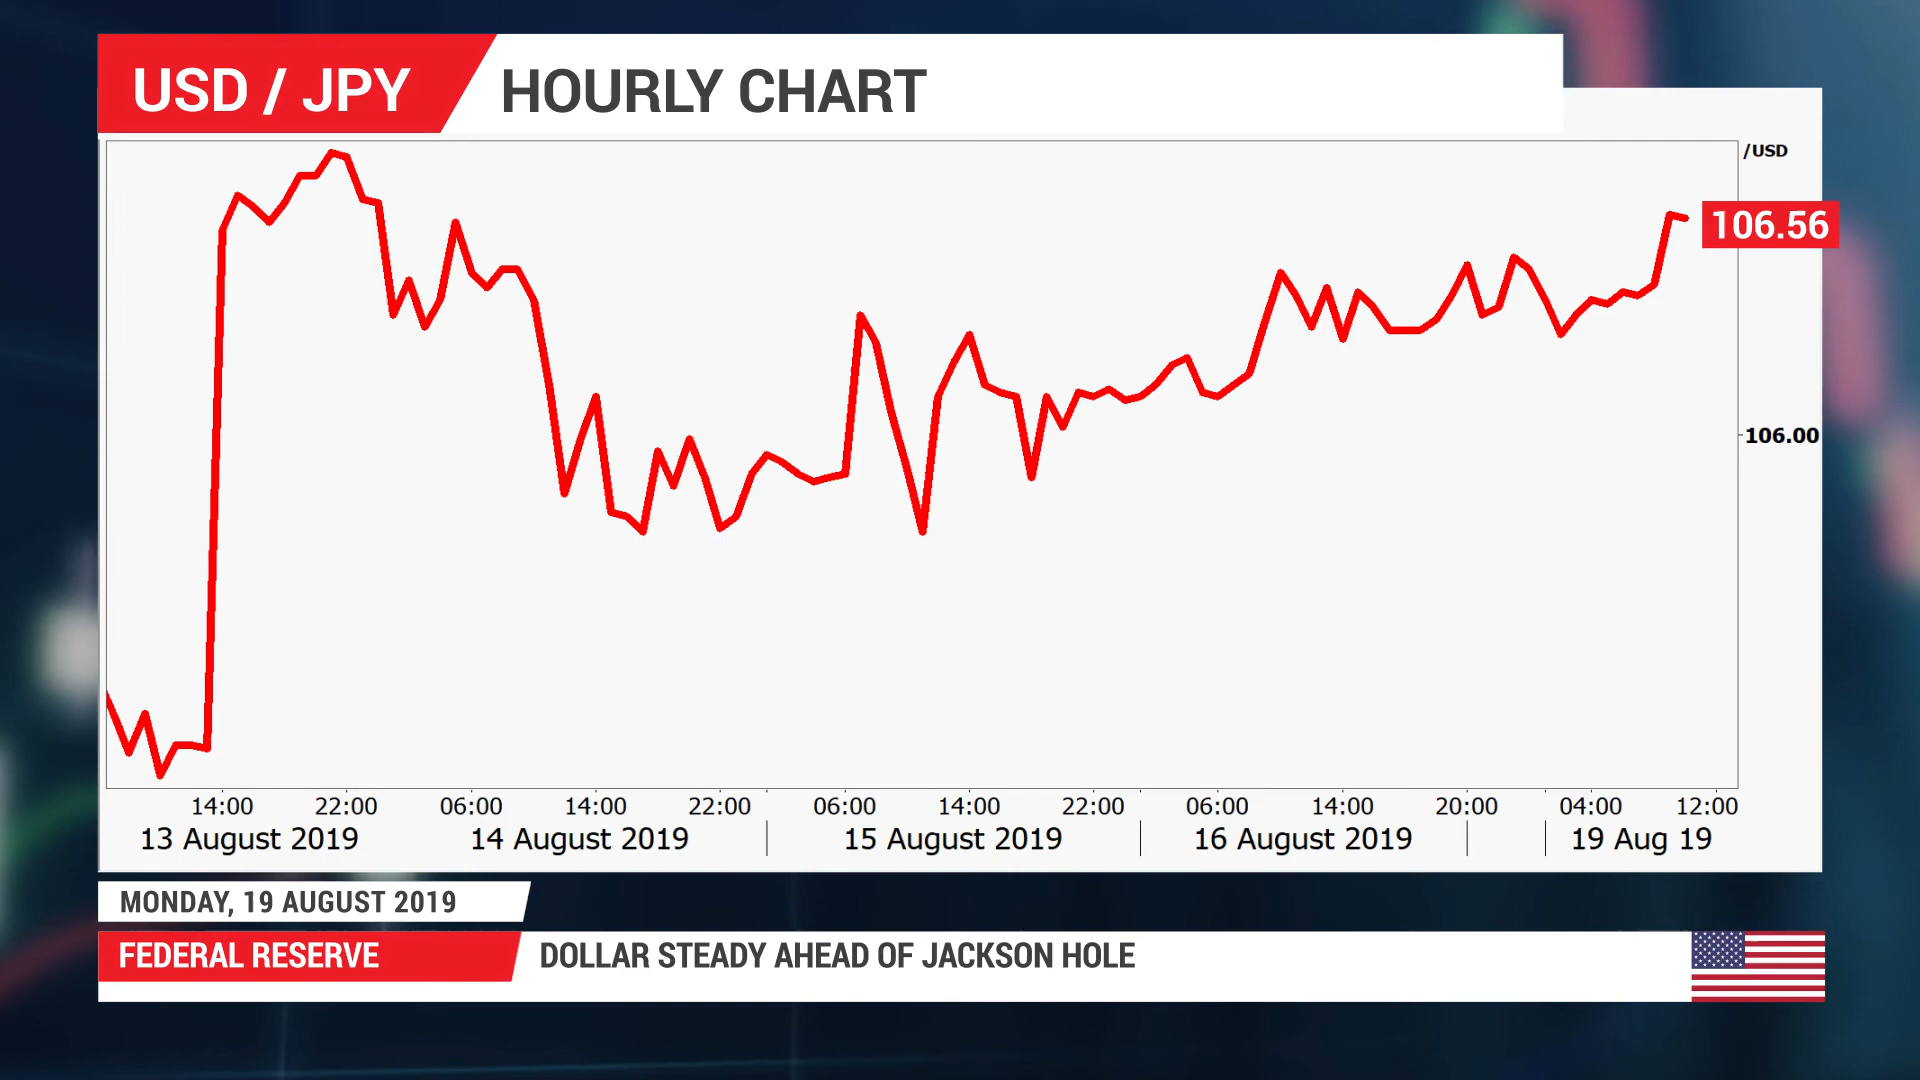 USD / JPY
HOURLY CHART
/USD
106.56
106.00
14:00 22:00 06:00 14:00 22:00 06:00 14:00 22:00 06:00 14:00 20:00 04:00 12:00
13 August 2019 14 August 2019 15 August 2019 16 August 2019 19 Aug 19
MONDAY, 19 AUGUST 2019
FEDERAL RESERVE
DOLLAR STEADY AHEAD OF JACKSON HOLE